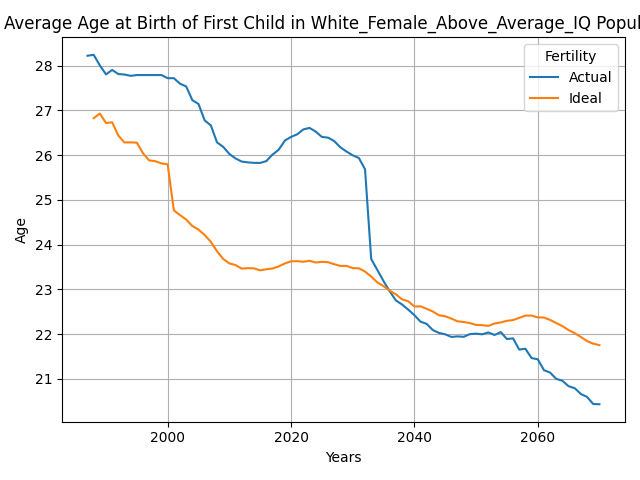 Average Age at Birth of First Child in White_Female_Above_Average_IQ Popul
Fertility
Actual
Ideal
28
27
26
25
24
23
22
21
Age
2000
2020
2040
2060
Years